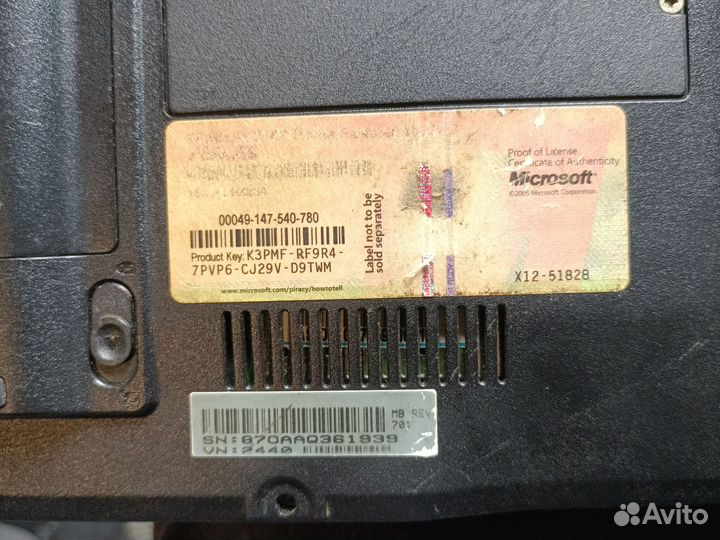 Proof of License
Certificate of Authenticity
Microsoft®
©2005 Microsoft Corporation
00049-147-540-780
Label not to be
sold separately
Product Key: K3PMF-RF9R4-
7PVP6-CJ29V-D9TWM
X12-51828
www.microsoft.com/piracy/howtotell
MB REV
SN:870AAQ361939
VN:2440
Avito